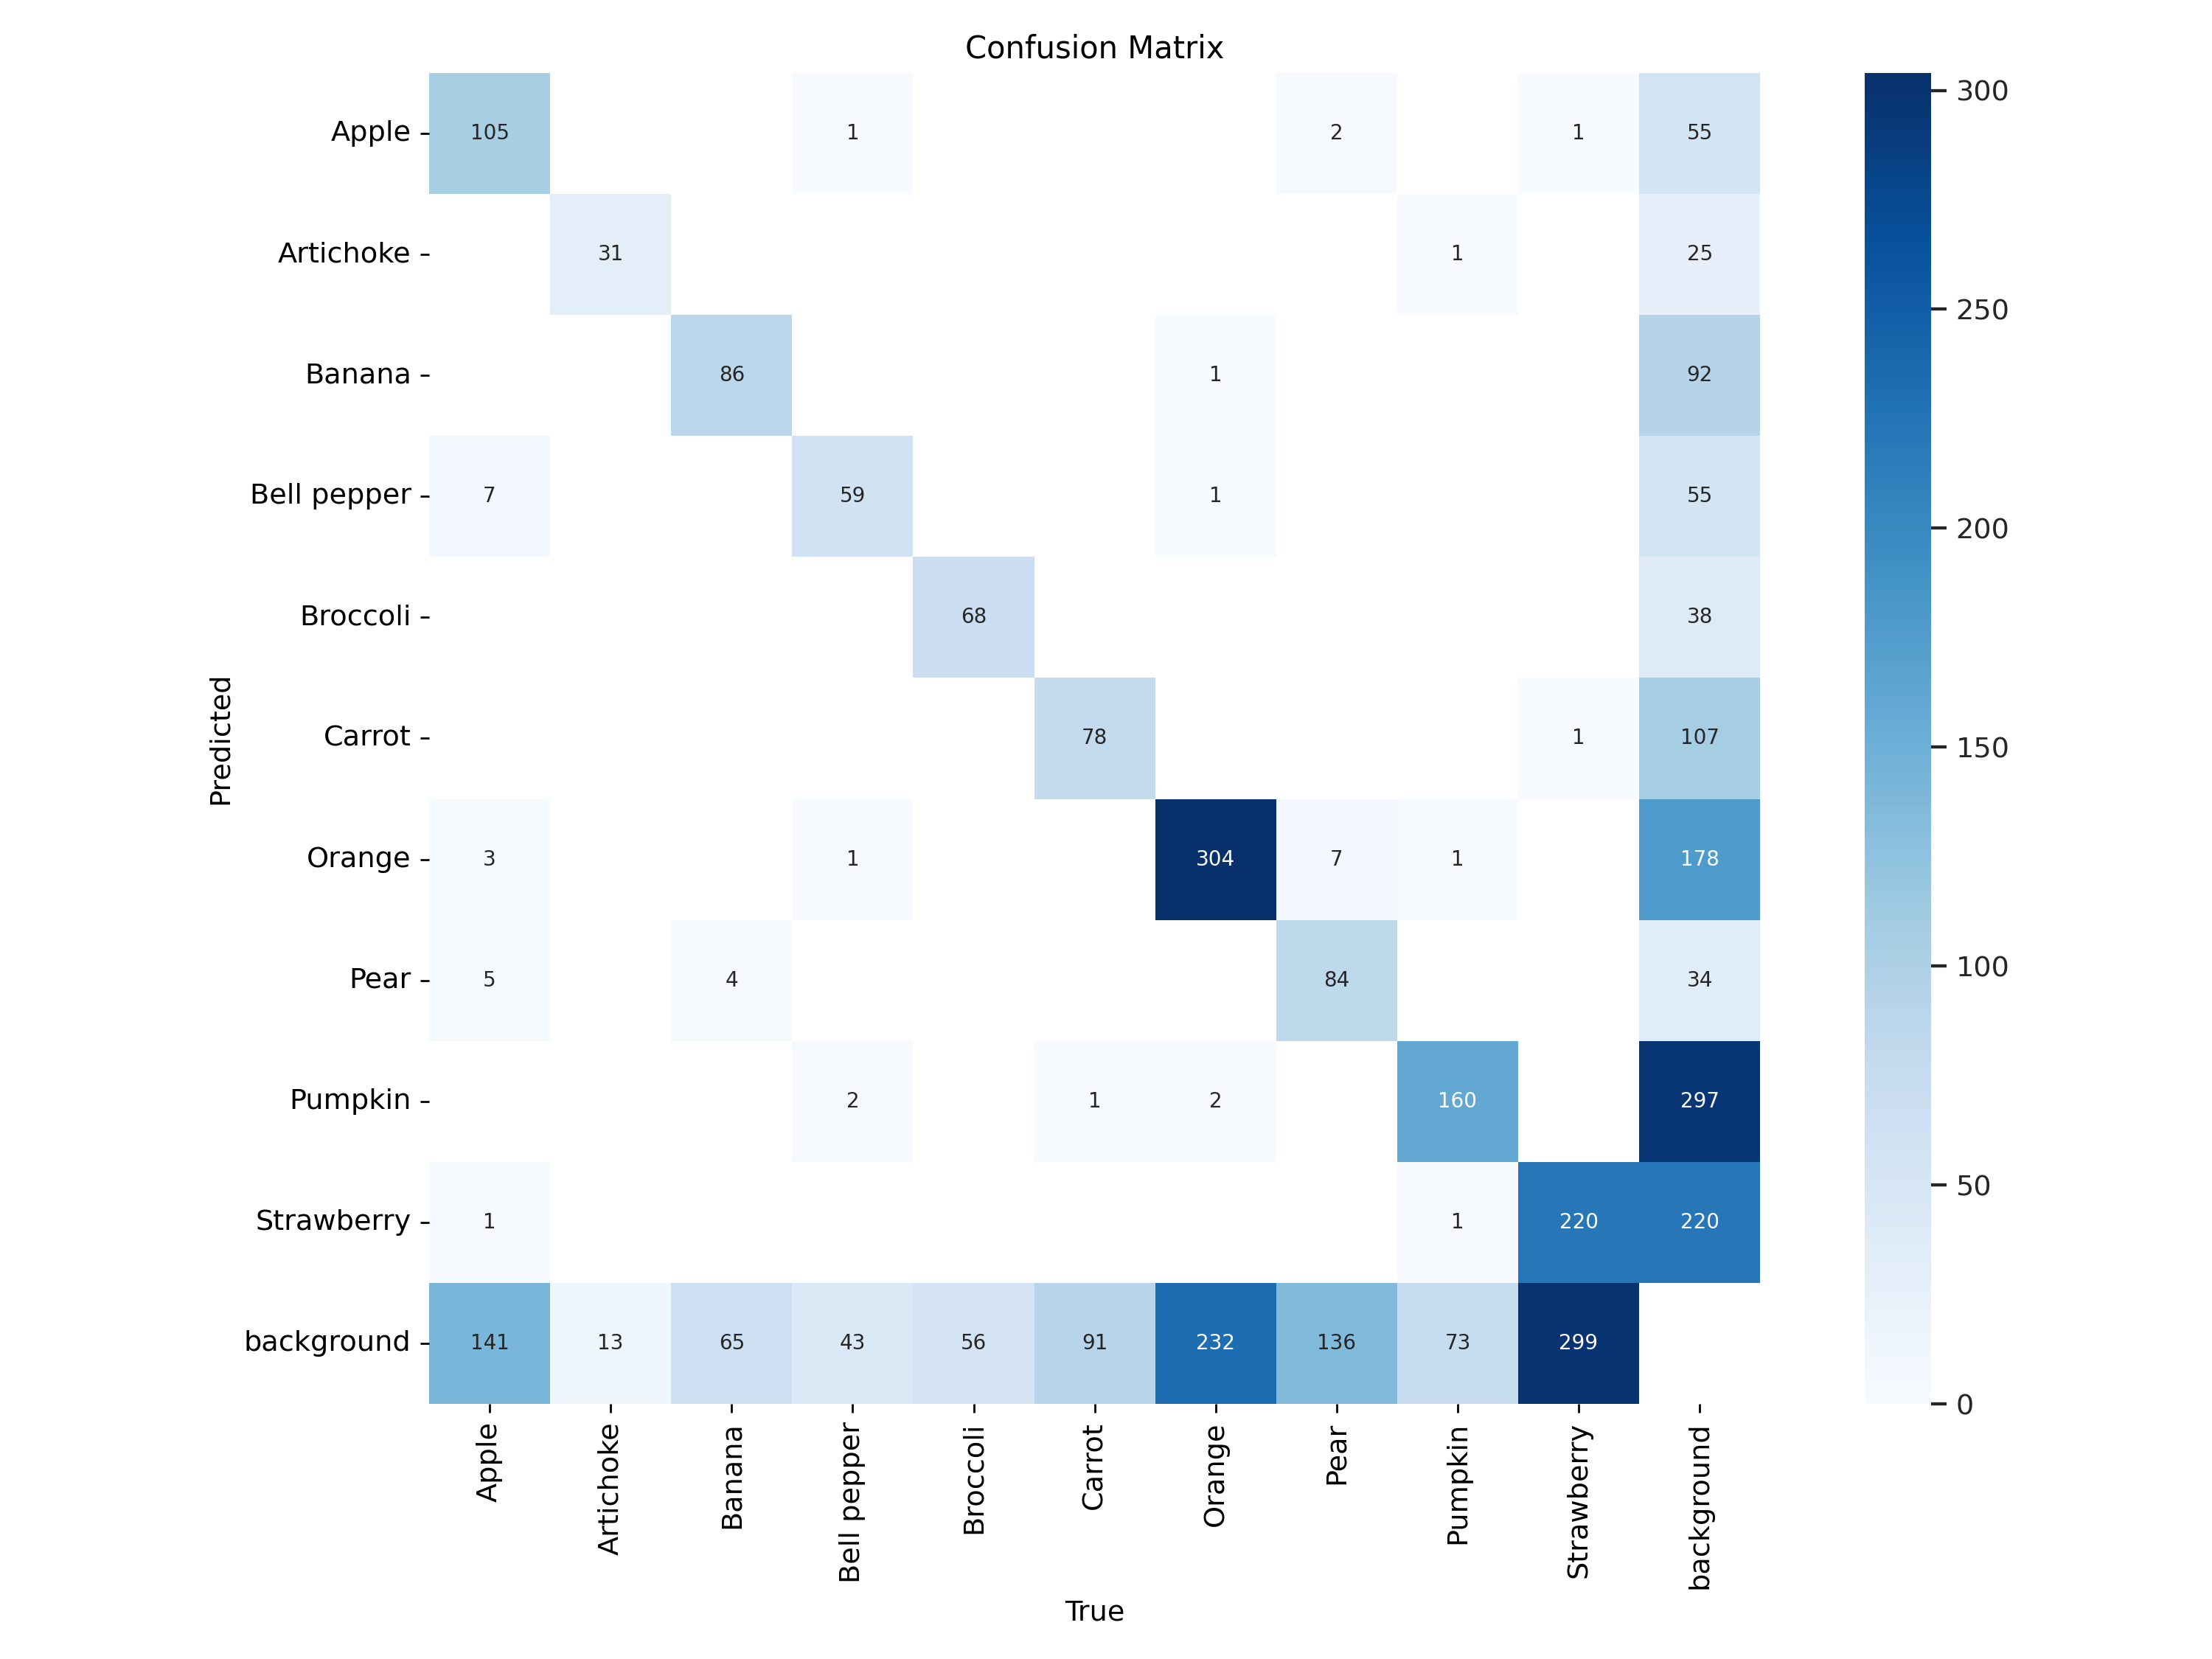 Confusion Matrix
Apple 105 1 2 1 55
Artichoke 31 1 25
Banana 86 1 92
Bell pepper 7 59 1 55
Broccoli 68 38
Carrot 78 1 107
Orange 3 1 304 7 1 178
Pear 5 4 84 34
Pumpkin 2 1 2 160 297
Strawberry 1 1 220 220
background 141 13 65 43 56 91 232 136 73 299
Predicted
Apple Artichoke Banana Bell pepper Broccoli Carrot Orange Pear Pumpkin Strawberry background
True
300
250
200
150
100
50
0